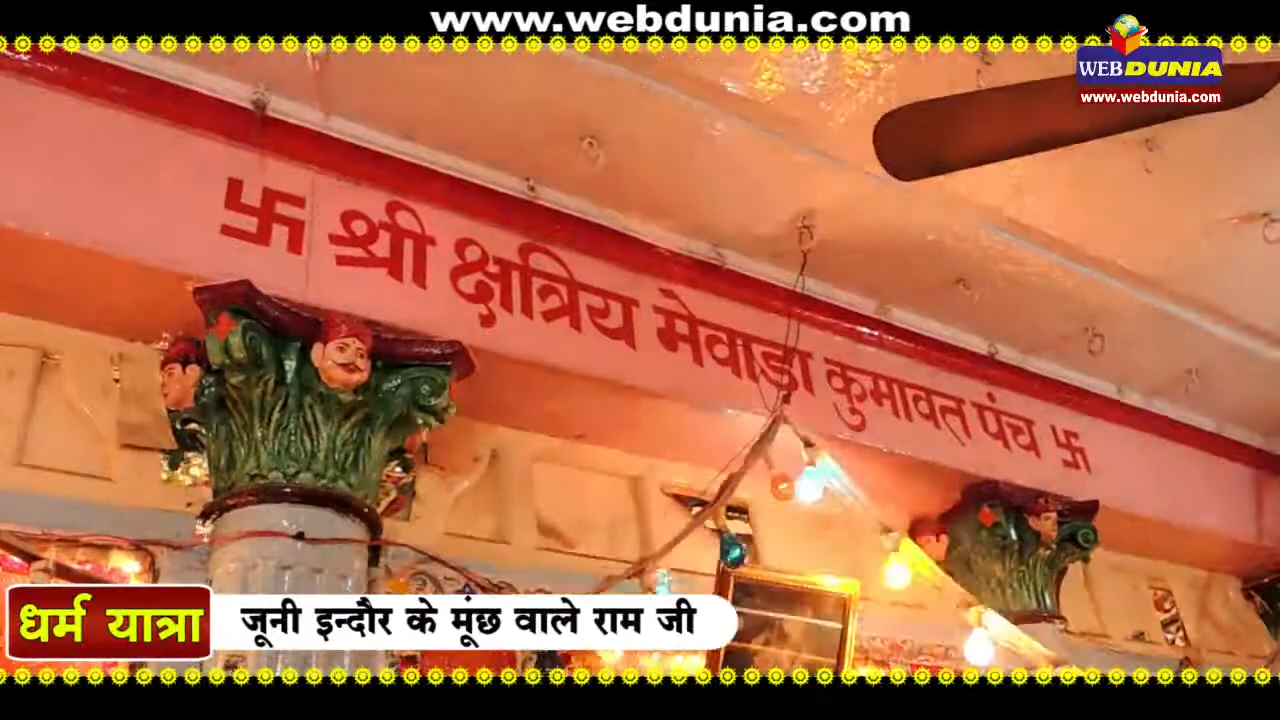 www.webdunia.com
WEBDUNIA
www.webdunia.com
卐 श्री क्षत्रिय मेवाडा कुमावत पंच 卐
धर्म यात्रा
जूनी इन्दौर के मूंछ वाले राम जी